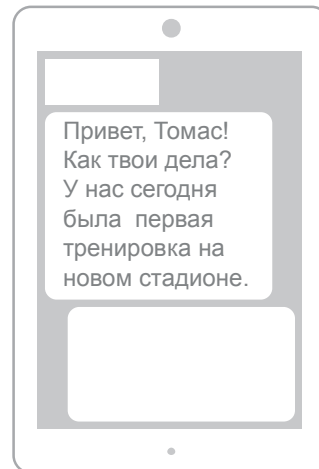 Привет, Томас!
Как твои дела?
У нас сегодня
была  первая
тренировка на
новом стадионе.